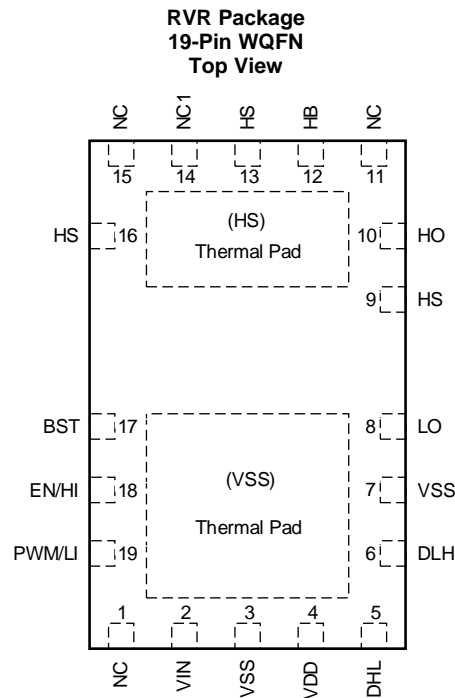 RVR Package
19-Pin WQFN
Top View
NC NC1 HS HB NC
15 14 13 12 11
(HS)
Thermal Pad
HS 16 10 HO
9 HS
BST 17 8 LO
(VSS)
Thermal Pad
EN/HI 18 7 VSS
PWM/LI 19 6 DLH
1 2 3 4 5
NC VIN VSS VDD DHL